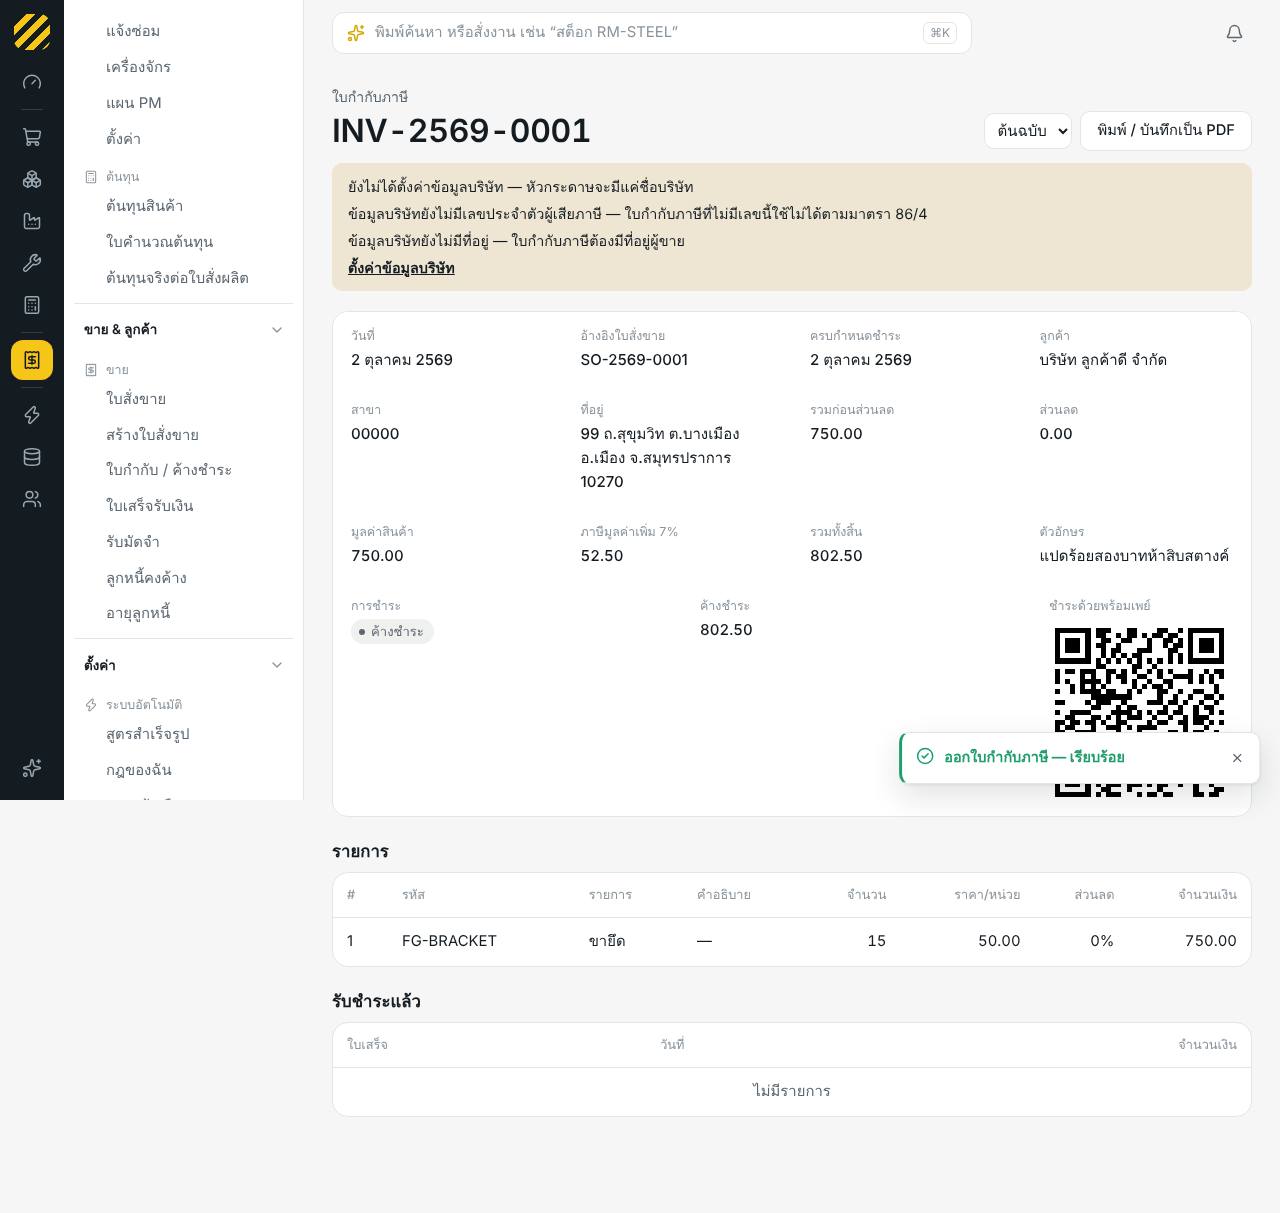 แจ้งซ่อม
เครื่องจักร
แผน PM
ตั้งค่า
ต้นทุน
ต้นทุนสินค้า
ใบคำนวณต้นทุน
ต้นทุนจริงต่อใบสั่งผลิต
ขาย & ลูกค้า
ขาย
ใบสั่งขาย
สร้างใบสั่งขาย
ใบกำกับ / ค้างชำระ
ใบเสร็จรับเงิน
รับมัดจำ
ลูกหนี้คงค้าง
อายุลูกหนี้
ตั้งค่า
ระบบอัตโนมัติ
สูตรสำเร็จรูป
กฎของฉัน
พิมพ์ค้นหา หรือสั่งงาน เช่น “สต็อก RM-STEEL”
⌘K
ใบกำกับภาษี
INV-2569-0001
ต้นฉบับ
พิมพ์ / บันทึกเป็น PDF
ยังไม่ได้ตั้งค่าข้อมูลบริษัท — หัวกระดาษจะมีแค่ชื่อบริษัท
ข้อมูลบริษัทยังไม่มีเลขประจำตัวผู้เสียภาษี — ใบกำกับภาษีที่ไม่มีเลขนี้ใช้ไม่ได้ตามมาตรา 86/4
ข้อมูลบริษัทยังไม่มีที่อยู่ — ใบกำกับภาษีต้องมีที่อยู่ผู้ขาย
ตั้งค่าข้อมูลบริษัท
วันที่
2 ตุลาคม 2569
อ้างอิงใบสั่งขาย
SO-2569-0001
ครบกำหนดชำระ
2 ตุลาคม 2569
ลูกค้า
บริษัท ลูกค้าดี จำกัด
สาขา
00000
ที่อยู่
99 ถ.สุขุมวิท ต.บางเมือง
อ.เมือง จ.สมุทรปราการ
10270
รวมก่อนส่วนลด
750.00
ส่วนลด
0.00
มูลค่าสินค้า
750.00
ภาษีมูลค่าเพิ่ม 7%
52.50
รวมทั้งสิ้น
802.50
ตัวอักษร
แปดร้อยสองบาทห้าสิบสตางค์
การชำระ
ค้างชำระ
ค้างชำระ
802.50
ชำระด้วยพร้อมเพย์
ออกใบกำกับภาษี — เรียบร้อย
รายการ
# รหัส รายการ คำอธิบาย จำนวน ราคา/หน่วย ส่วนลด จำนวนเงิน
1 FG-BRACKET ขายึด — 15 50.00 0% 750.00
รับชำระแล้ว
ใบเสร็จ วันที่ จำนวนเงิน
ไม่มีรายการ